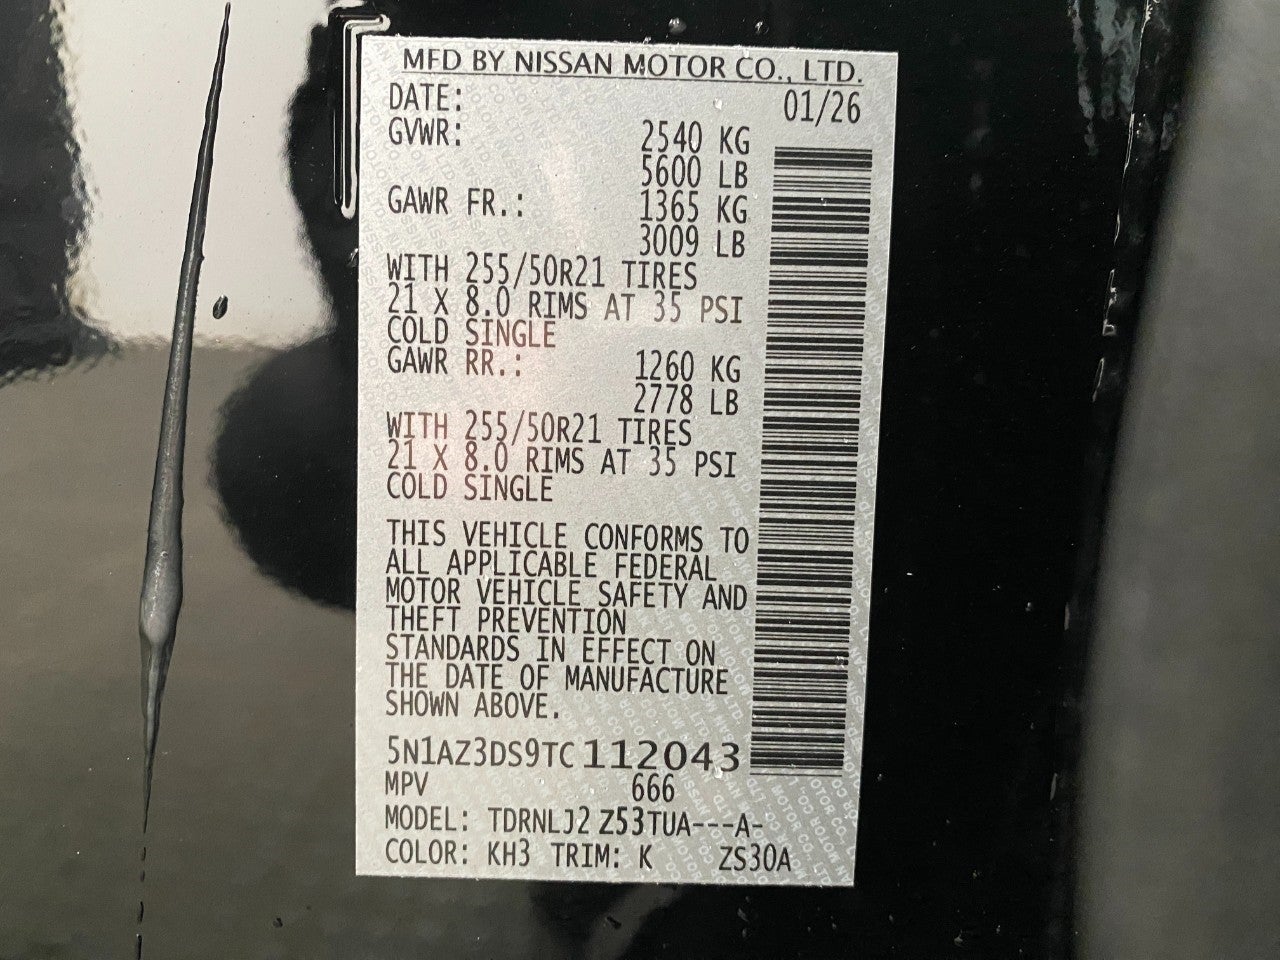 MFD BY NISSAN MOTOR CO., LTD.
DATE: 01/26
GVWR: 2540 KG
5600 LB
GAWR FR.: 1365 KG
3009 LB
WITH 255/50R21 TIRES
21 X 8.0 RIMS AT 35 PSI
COLD SINGLE
GAWR RR.: 1260 KG
2778 LB
WITH 255/50R21 TIRES
21 X 8.0 RIMS AT 35 PSI
COLD SINGLE
THIS VEHICLE CONFORMS TO
ALL APPLICABLE FEDERAL
MOTOR VEHICLE SAFETY AND
THEFT PREVENTION
STANDARDS IN EFFECT ON
THE DATE OF MANUFACTURE
SHOWN ABOVE.
5N1AZ3DS9TC112043
MPV 666
MODEL: TDRNLJ2 Z53TUA---A-
COLOR: KH3 TRIM: K ZS30A